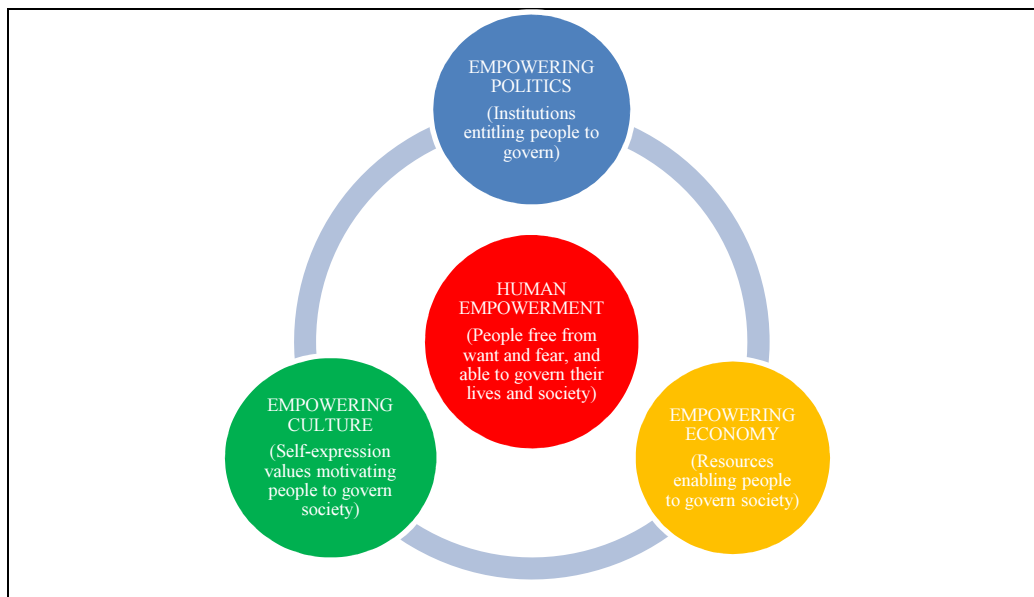 EMPOWERING
POLITICS
(Institutions
entitling people to
govern)
HUMAN
EMPOWERMENT
(People free from
want and fear, and
able to govern their
lives and society)
EMPOWERING
CULTURE
(Self-expression
values motivating
people to govern
society)
EMPOWERING
ECONOMY
(Resources
enabling people
to govern society)